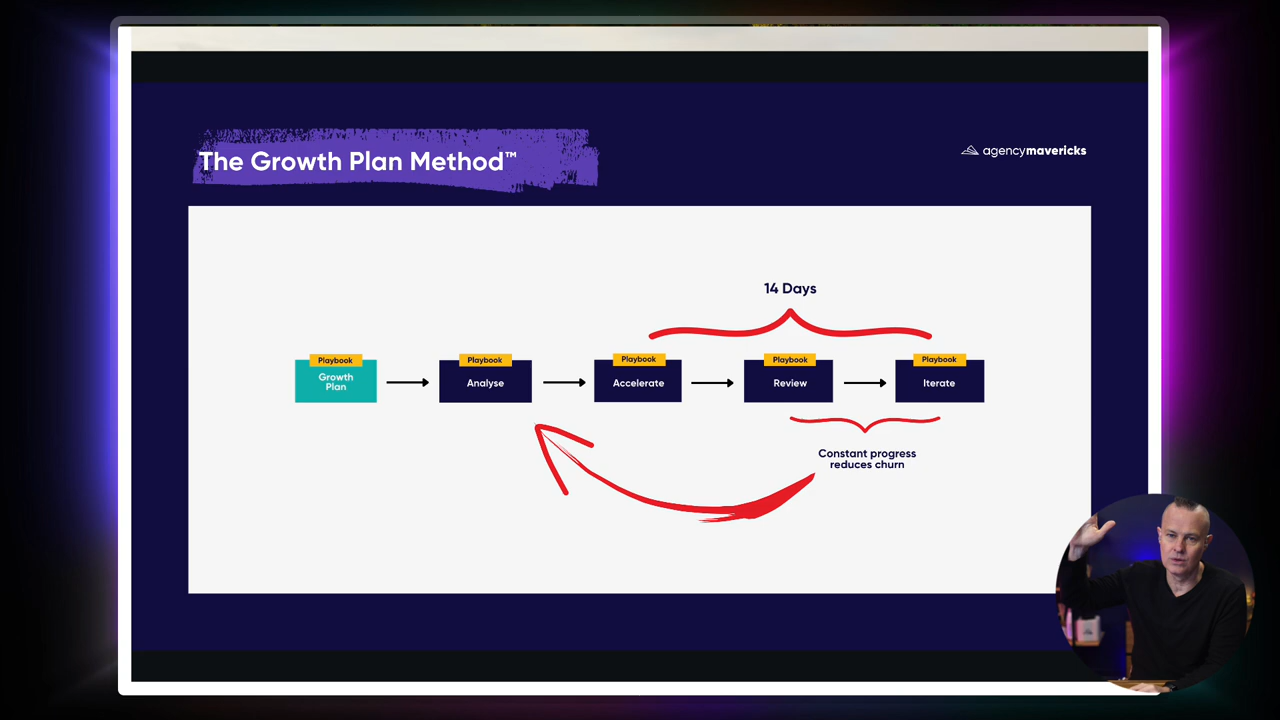 The Growth Plan Method™
agencymavericks
14 Days
Playbook
Growth
Plan
Playbook
Analyse
Playbook
Accelerate
Playbook
Review
Playbook
Iterate
Constant progress
reduces churn